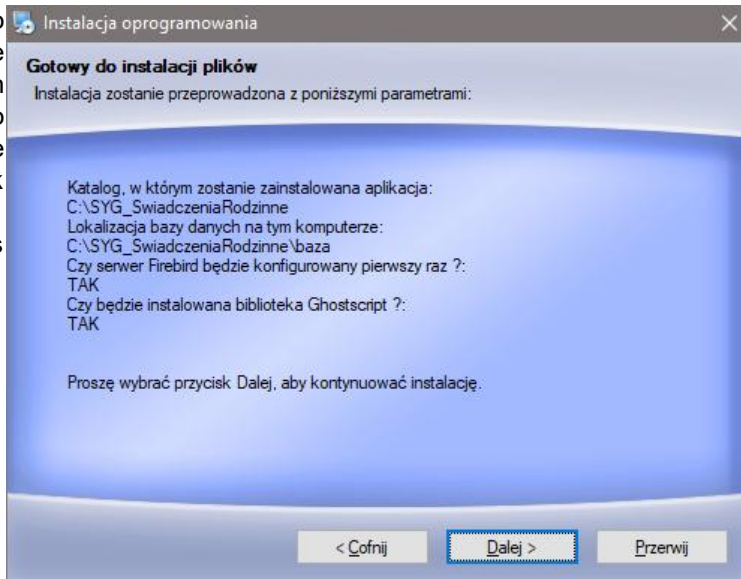 Instalacja oprogramowania
Gotowy do instalacji plików
Instalacja zostanie przeprowadzona z poniższymi parametrami:
Katalog, w którym zostanie zainstalowana aplikacja:
C:\SYG_SwiadczeniaRodzinne
Lokalizacja bazy danych na tym komputerze:
C:\SYG_SwiadczeniaRodzinne\baza
Czy serwer Firebird będzie konfigurowany pierwszy raz ?:
TAK
Czy będzie instalowana biblioteka Ghostscript ?:
TAK
Proszę wybrać przycisk Dalej, aby kontynuować instalację.
< Cofnij
Dalej >
Przerwij